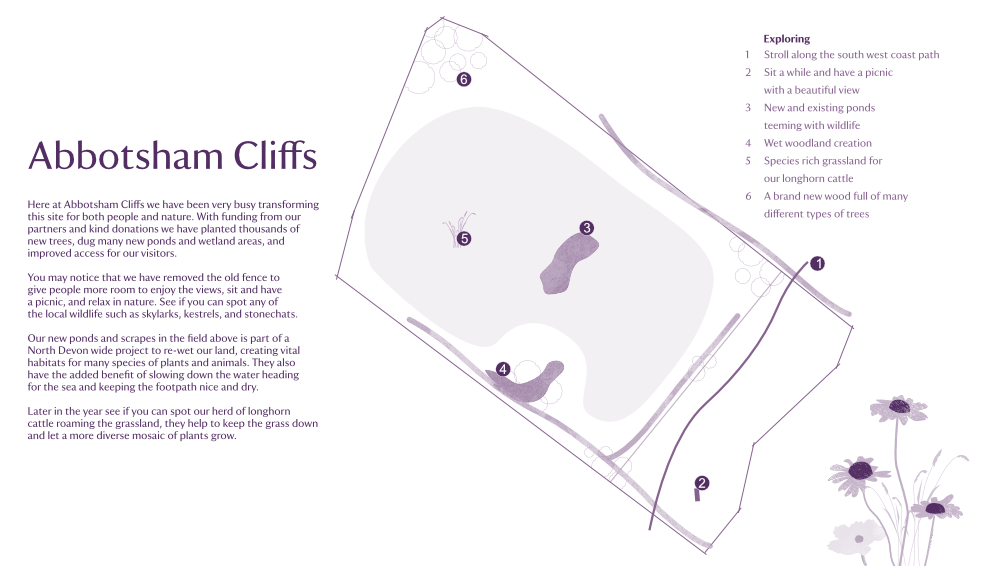 Abbotsham Cliffs
Here at Abbotsham Cliffs we have been very busy transforming
this site for both people and nature. With funding from our
partners and kind donations we have planted thousands of
new trees, dug many new ponds and wetland areas, and
improved access for our visitors.
You may notice that we have removed the old fence to
give people more room to enjoy the views, sit and have
a picnic, and relax in nature. See if you can spot any of
the local wildlife such as skylarks, kestrels, and stonechats.
Our new ponds and scrapes in the field above is part of a
North Devon wide project to re-wet our land, creating vital
habitats for many species of plants and animals. They also
have the added benefit of slowing down the water heading
for the sea and keeping the footpath nice and dry.
Later in the year see if you can spot our herd of longhorn
cattle roaming the grassland, they help to keep the grass down
and let a more diverse mosaic of plants grow.
6
3
5
1
4
2
Exploring
1 Stroll along the south west coast path
2 Sit a while and have a picnic
with a beautiful view
3 New and existing ponds
teeming with wildlife
4 Wet woodland creation
5 Species rich grassland for
our longhorn cattle
6 A brand new wood full of many
different types of trees